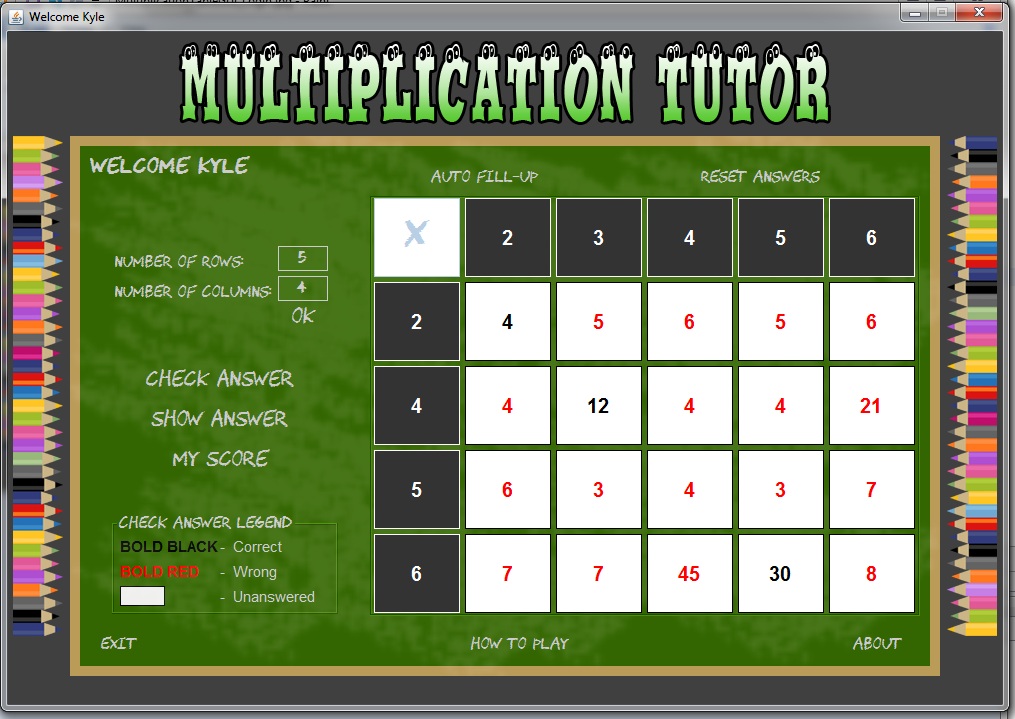 Welcome Kyle
MULTIPLICATION TUTOR
WELCOME KYLE
AUTO FILL-UP RESET ANSWERS
NUMBER OF ROWS: 5
NUMBER OF COLUMNS: 4
OK
CHECK ANSWER
SHOW ANSWER
MY SCORE
X 2 3 4 5 6
2 4 5 6 5 6
4 4 12 4 4 21
5 6 3 4 3 7
6 7 7 45 30 8
CHECK ANSWER LEGEND
BOLD BLACK - Correct
BOLD RED - Wrong
- Unanswered
EXIT HOW TO PLAY ABOUT